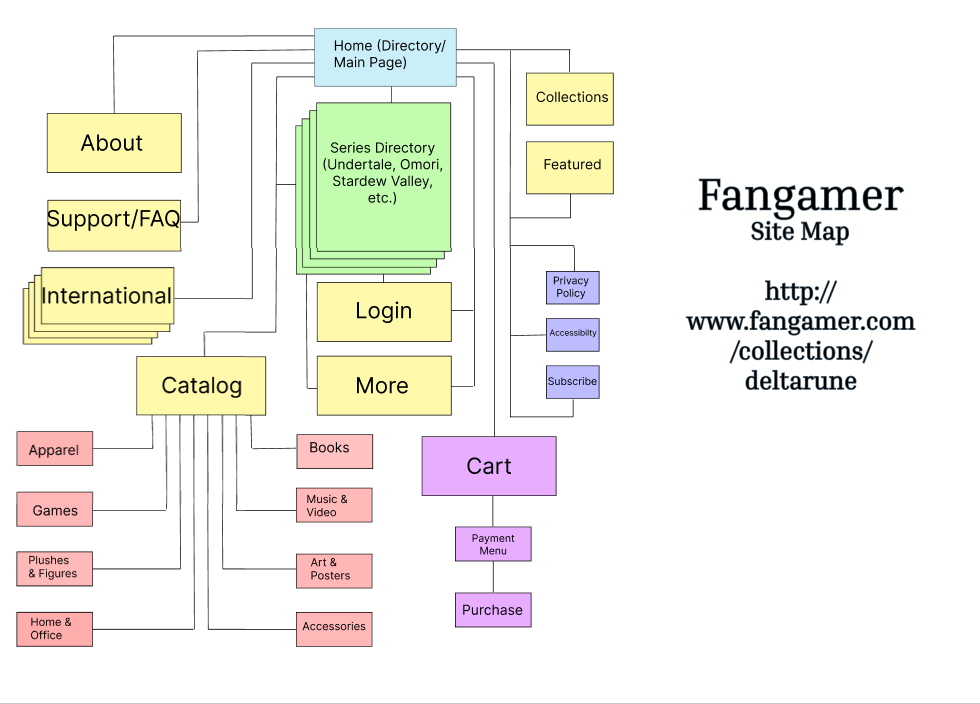 Home (Directory/
Main Page)
Collections
About
Series Directory
(Undertale, Omori,
Stardew Valley,
etc.)
Featured
Support/FAQ
Fangamer
Site Map
International
Login
Privacy
Policy
http://
www.fangamer.com
/collections/
deltarune
Accessibilty
Catalog
More
Subscribe
Apparel
Books
Cart
Games
Music &
Video
Payment
Menu
Plushes
& Figures
Art &
Posters
Purchase
Home &
Office
Accessories